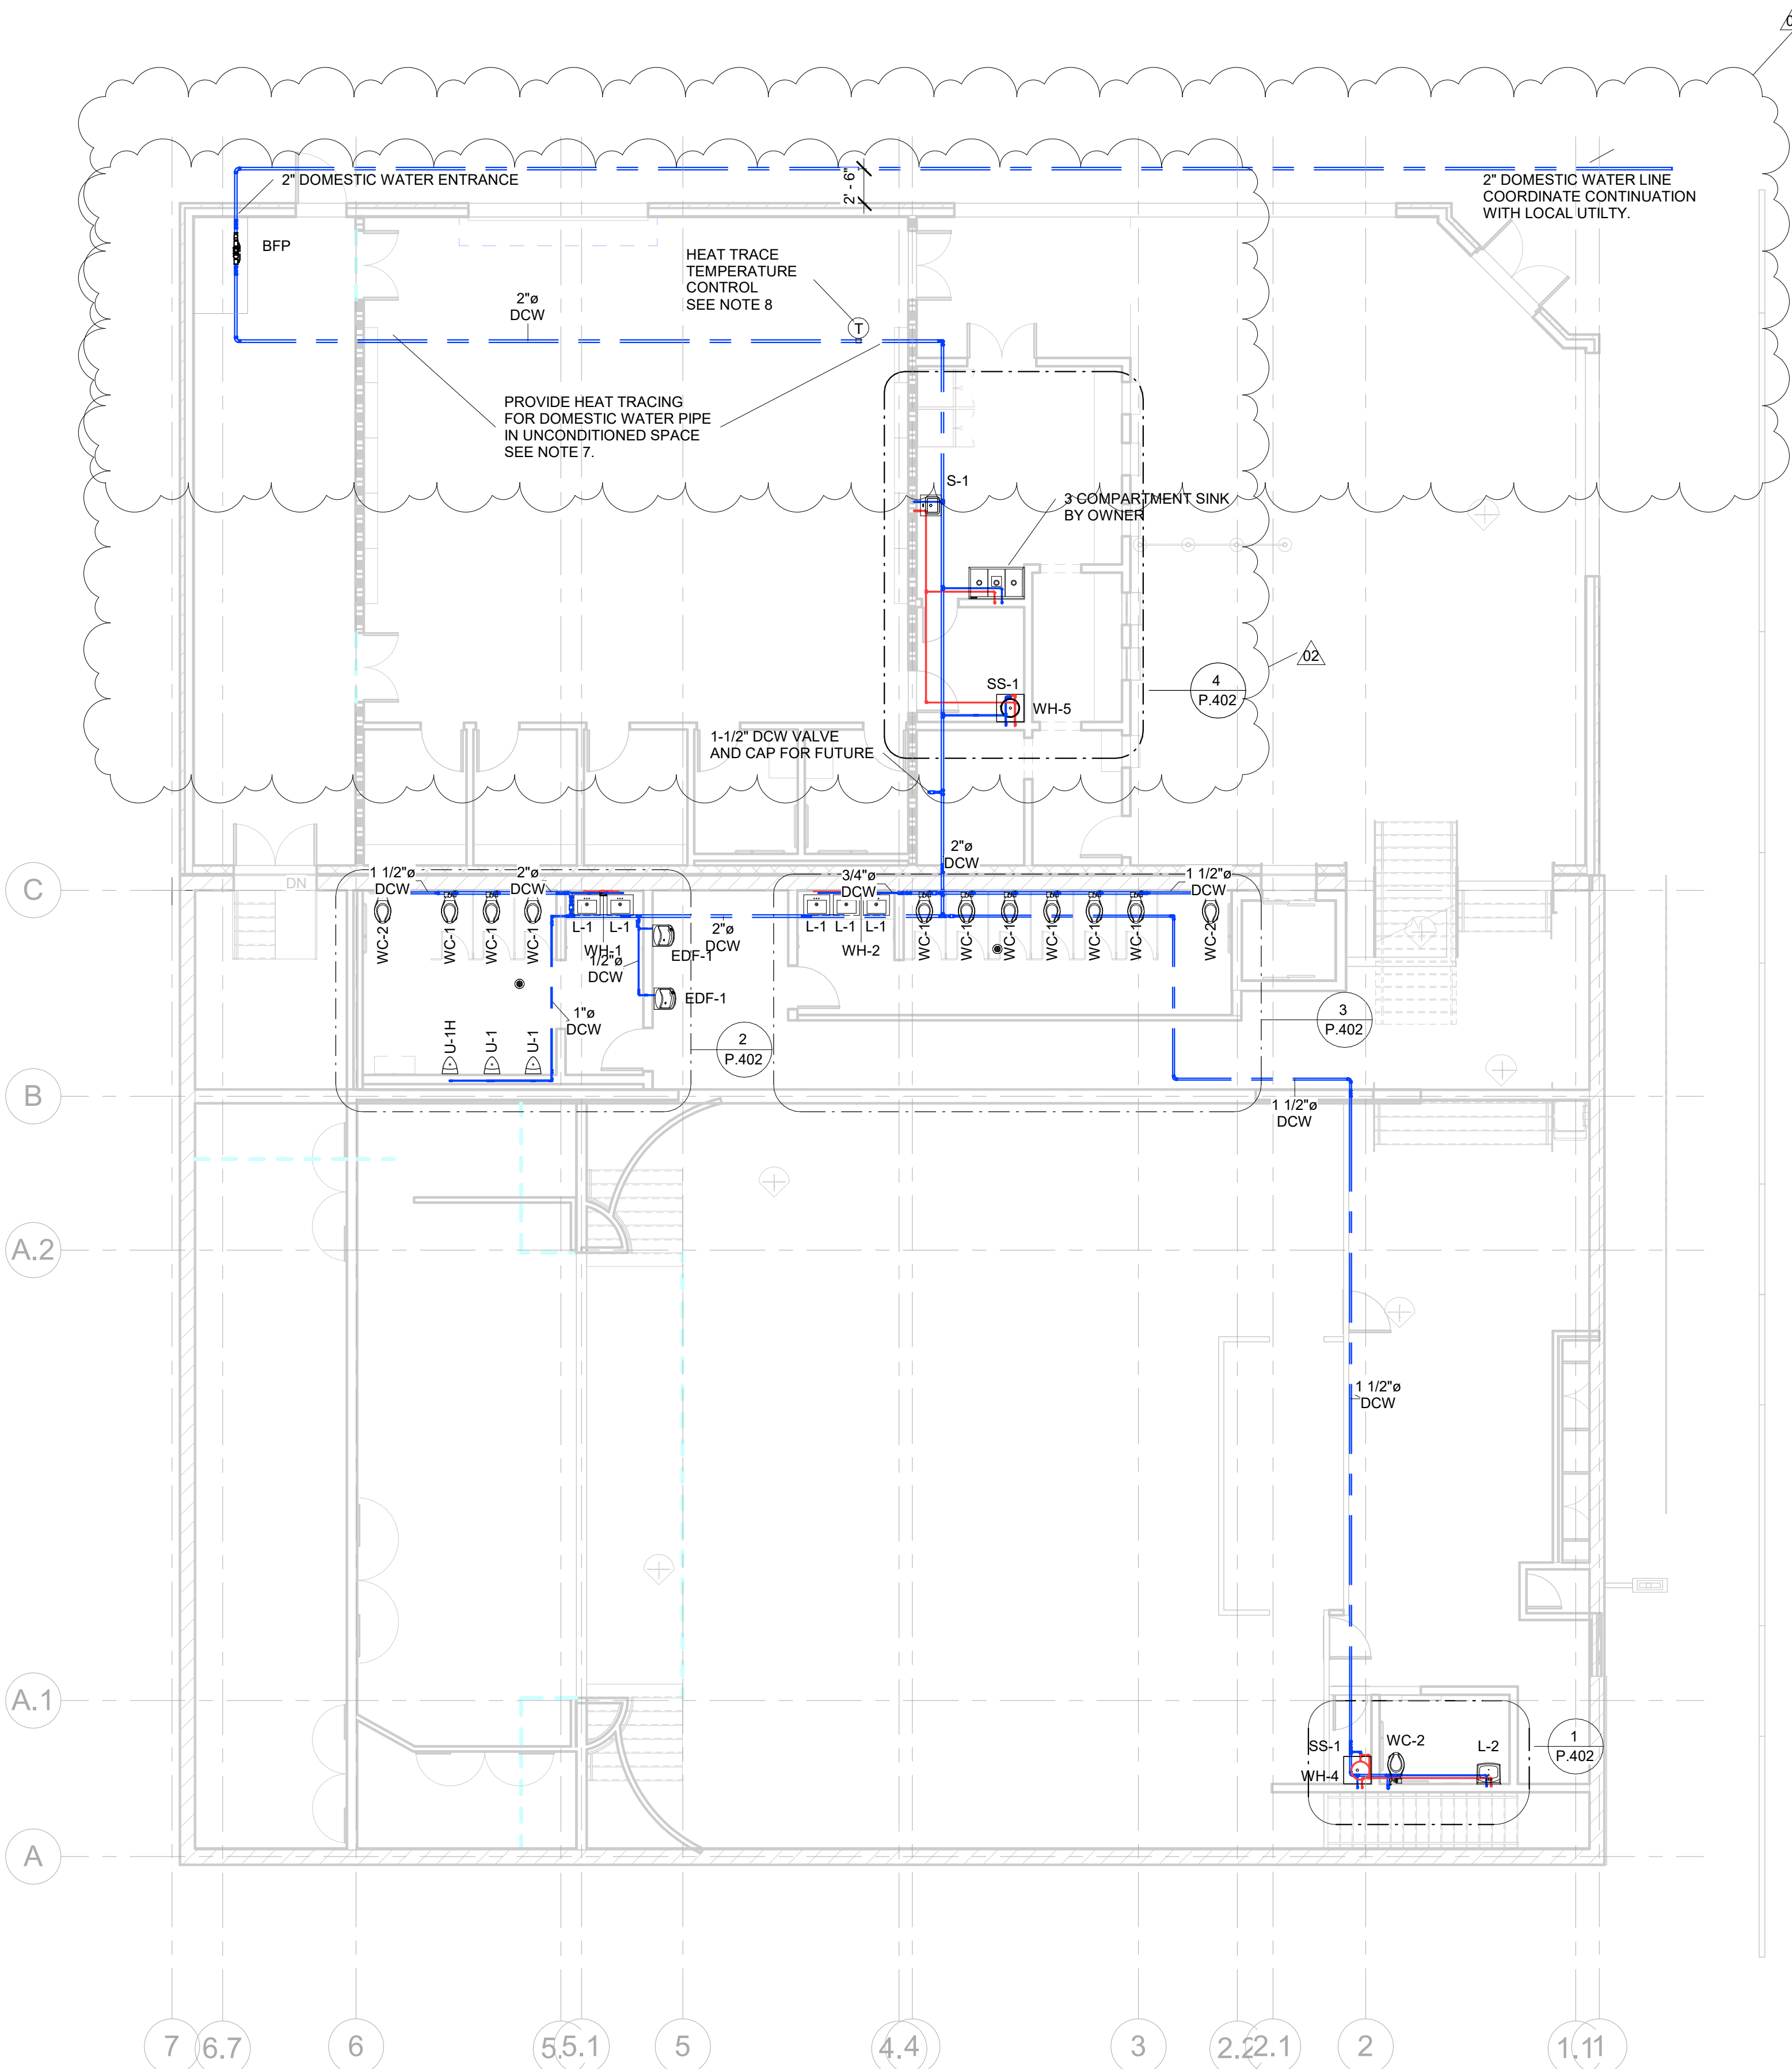 2" DOMESTIC WATER ENTRANCE
2' - 6"
2" DOMESTIC WATER LINE
COORDINATE CONTINUATION
WITH LOCAL UTILTY.
BFP
HEAT TRACE
TEMPERATURE
CONTROL
SEE NOTE 8
2"ø
DCW
T
PROVIDE HEAT TRACING
FOR DOMESTIC WATER PIPE
IN UNCONDITIONED SPACE
SEE NOTE 7.
S-1
3 COMPARTMENT SINK
BY OWNER
02
4
P.402
SS-1
WH-5
1-1/2" DCW VALVE
AND CAP FOR FUTURE
2"ø
DCW
C
DN
1 1/2"ø
DCW
2"ø
DCW
3/4"ø
DCW
1 1/2"ø
DCW
WC-2
WC-1
WC-1
WC-1
L-1
L-1
WH-1
1/2"ø
DCW
EDF-1
EDF-1
2"ø
DCW
L-1
L-1
L-1
WH-2
WC-1
WC-1
WC-1
WC-1
WC-1
WC-1
WC-2
1"ø
DCW
U-1H
U-1
U-1
2
P.402
3
P.402
B
1 1/2"ø
DCW
A.2
1 1/2"ø
DCW
A.1
SS-1
WH-4
WC-2
L-2
1
P.402
A
7
6.7
6
5.1
5
4.4
3
2.1
2
1.1
1